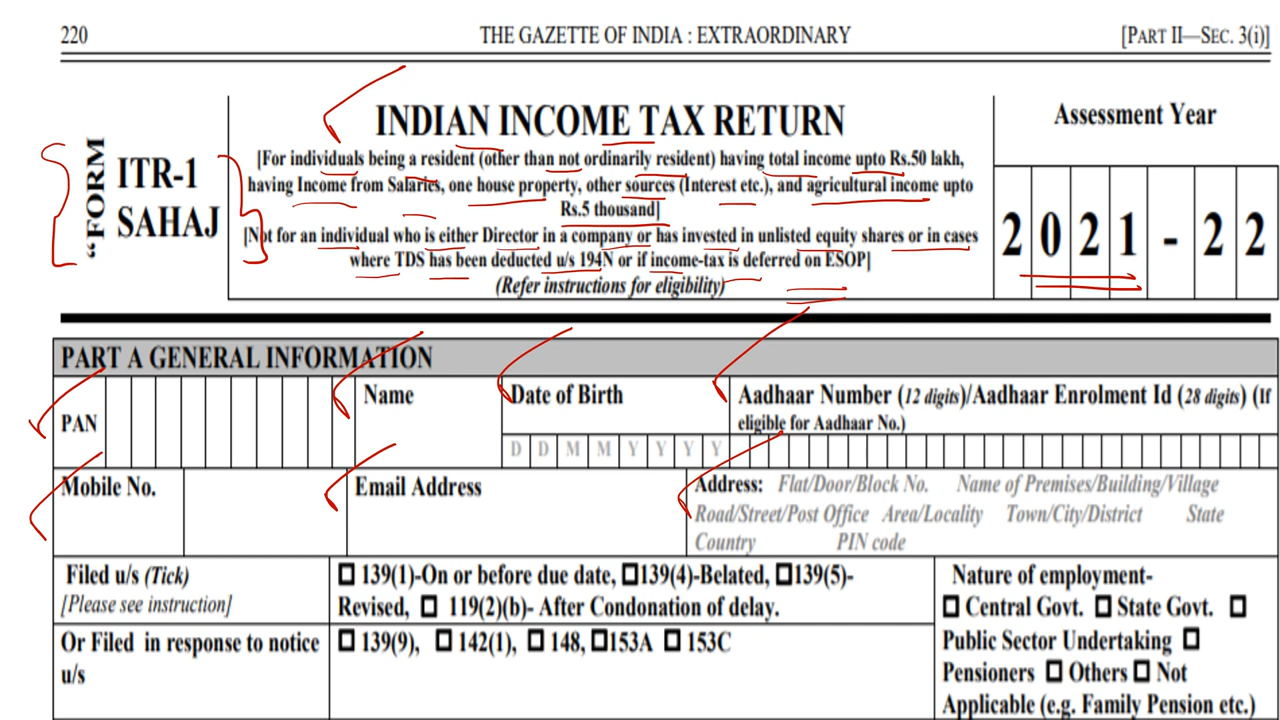 220 THE GAZETTE OF INDIA : EXTRAORDINARY [PART II—SEC. 3(i)]
"FORM
ITR-1
SAHAJ
INDIAN INCOME TAX RETURN
[For individuals being a resident (other than not ordinarily resident) having total income upto Rs.50 lakh,
having Income from Salaries, one house property, other sources (Interest etc.), and agricultural income upto
Rs.5 thousand]
[Not for an individual who is either Director in a company or has invested in unlisted equity shares or in cases
where TDS has been deducted u/s 194N or if income-tax is deferred on ESOP]
(Refer instructions for eligibility)
Assessment Year
2021-22
PART A GENERAL INFORMATION
PAN
Name
Date of Birth
D D M M Y Y Y Y
Aadhaar Number (12 digits)/Aadhaar Enrolment Id (28 digits) (If
eligible for Aadhaar No.)
Mobile No.
Email Address
Address: Flat/Door/Block No. Name of Premises/Building/Village
Road/Street/Post Office Area/Locality Town/City/District State
Country PIN code
Filed u/s (Tick)
[Please see instruction]
139(1)-On or before due date, 139(4)-Belated, 139(5)-
Revised, 119(2)(b)- After Condonation of delay.
Or Filed in response to notice
u/s
139(9), 142(1), 148, 153A 153C
Nature of employment-
Central Govt. State Govt.
Public Sector Undertaking
Pensioners Others Not
Applicable (e.g. Family Pension etc.)